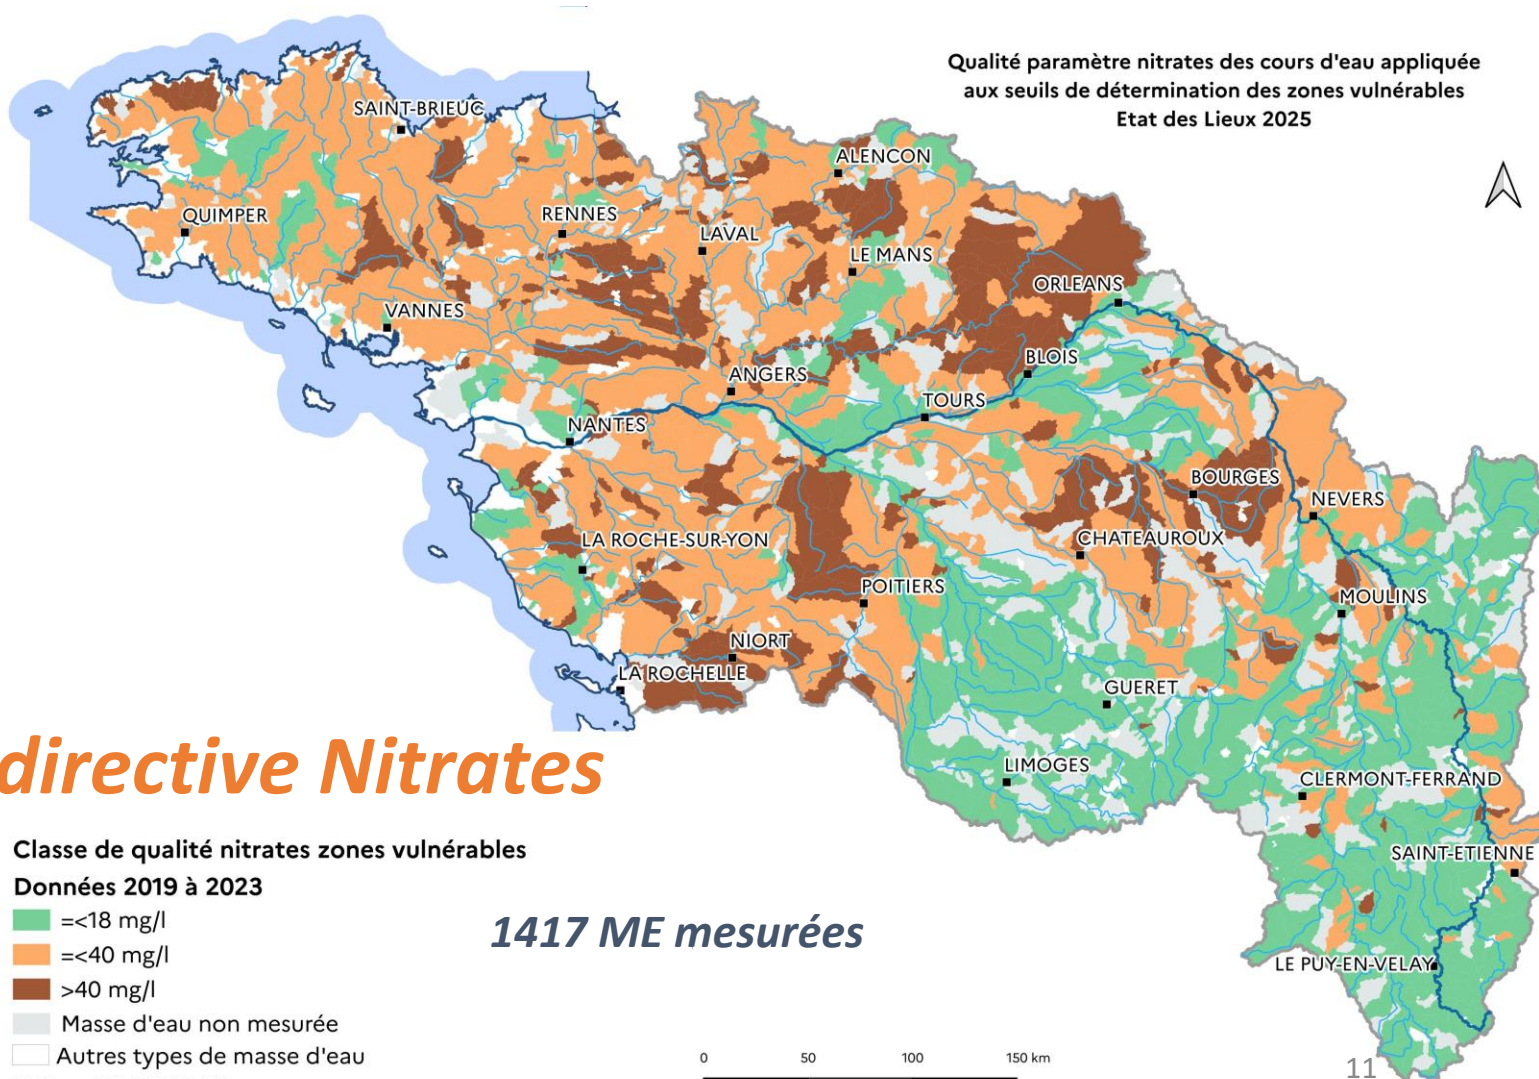 Qualité paramètre nitrates des cours d'eau appliquée
aux seuils de détermination des zones vulnérables
Etat des Lieux 2025
SAINT-BRIEUC
ALENCON
QUIMPER
RENNES
LAVAL
LE MANS
ORLEANS
VANNES
BLOIS
ANGERS
TOURS
NANTES
BOURGES
NEVERS
LA ROCHE-SUR-YON
CHATEAUROUX
POITIERS
MOULINS
NIORT
LA ROCHELLE
GUERET
directive Nitrates
LIMOGES
CLERMONT-FERRAND
SAINT-ETIENNE
Classe de qualité nitrates zones vulnérables
Données 2019 à 2023
=<18 mg/l
1417 ME mesurées
=<40 mg/l
LE PUY-EN-VELAY
>40 mg/l
Masse d'eau non mesurée
Autres types de masse d'eau
0 50 100 150 km
11